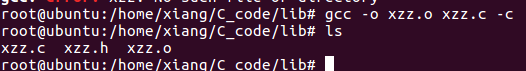 root@ubuntu:/home/xiang/C_code/lib# gcc -o xzz.o xzz.c -c
root@ubuntu:/home/xiang/C_code/lib# ls
xzz.c  xzz.h  xzz.o
root@ubuntu:/home/xiang/C_code/lib#